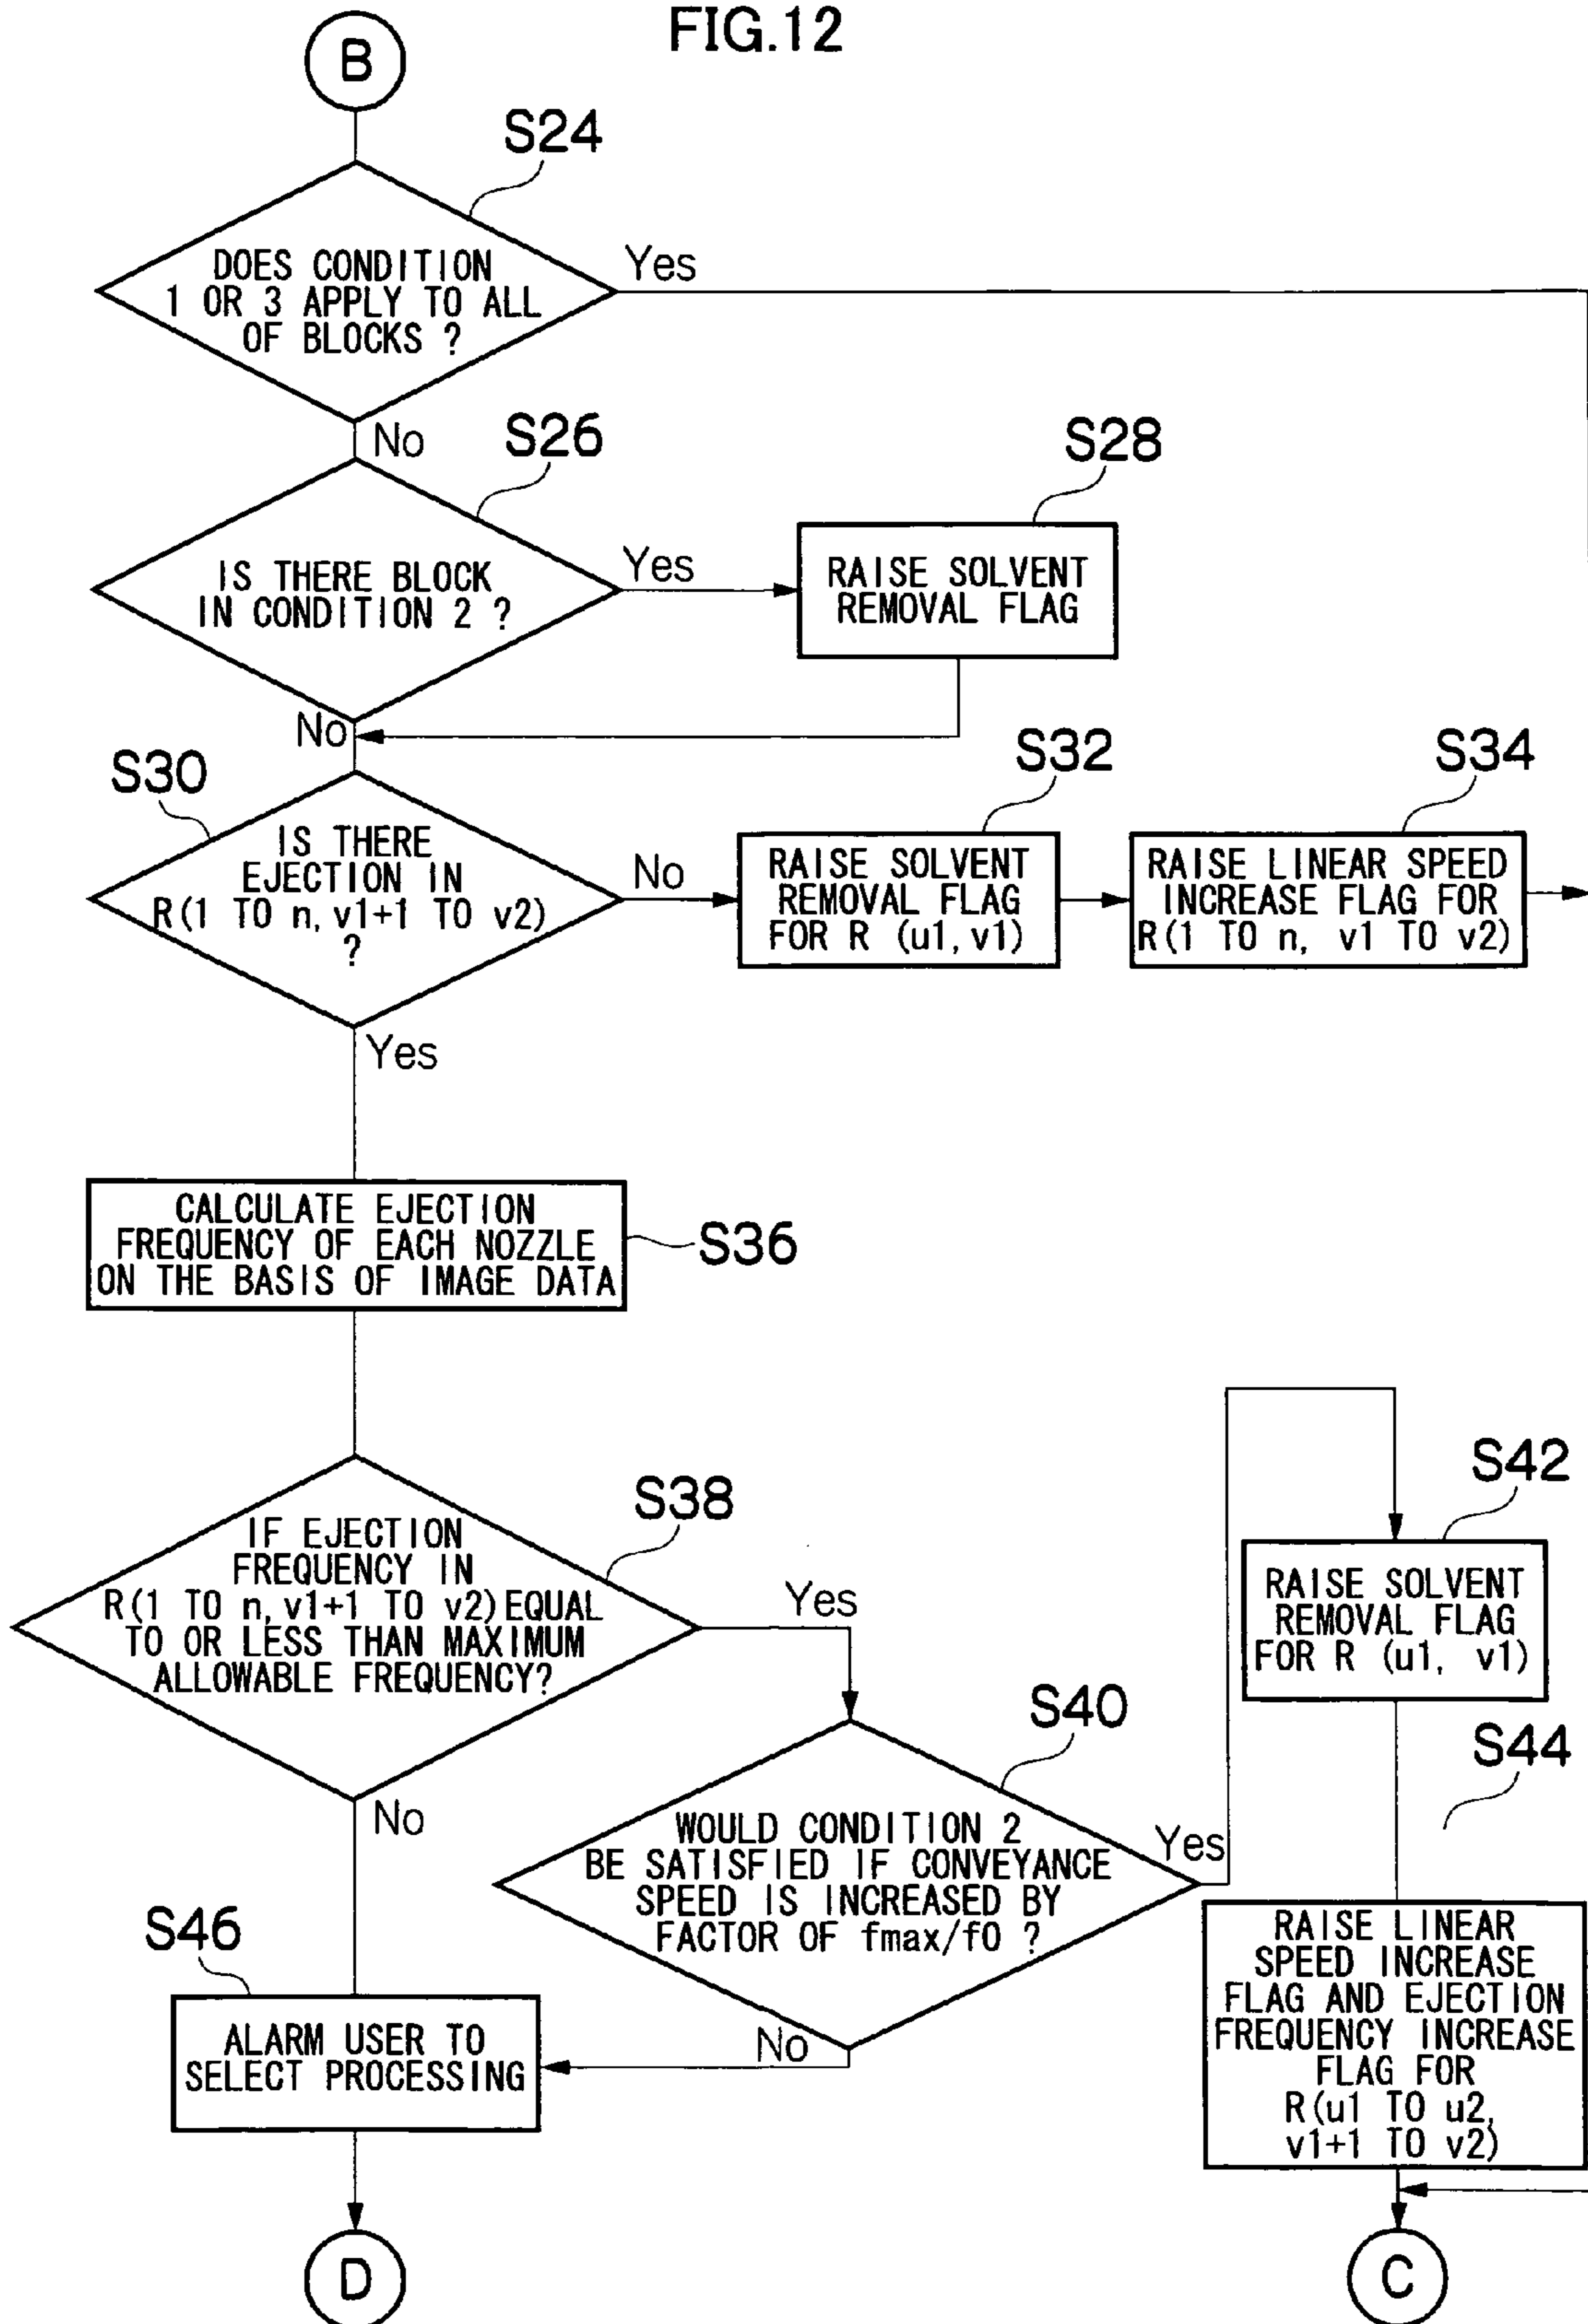 FIG.12
B
S24
DOES CONDITION
1 OR 3 APPLY TO ALL
OF BLOCKS ?
Yes
No
S26
IS THERE BLOCK
IN CONDITION 2 ?
Yes
No
S28
RAISE SOLVENT
REMOVAL FLAG
S30
IS THERE
EJECTION IN
R(1 TO n, v1+1 TO v2)
?
No
Yes
S32
RAISE SOLVENT
REMOVAL FLAG
FOR R (u1, v1)
S34
RAISE LINEAR SPEED
INCREASE FLAG FOR
R(1 TO n, v1 TO v2)
CALCULATE EJECTION
FREQUENCY OF EACH NOZZLE
ON THE BASIS OF IMAGE DATA
S36
S38
IF EJECTION
FREQUENCY IN
R(1 TO n, v1+1 TO v2) EQUAL
TO OR LESS THAN MAXIMUM
ALLOWABLE FREQUENCY?
Yes
No
S40
WOULD CONDITION 2
BE SATISFIED IF CONVEYANCE
SPEED IS INCREASED BY
FACTOR OF fmax/f0 ?
Yes
No
S42
RAISE SOLVENT
REMOVAL FLAG
FOR R (u1, v1)
S44
RAISE LINEAR
SPEED INCREASE
FLAG AND EJECTION
FREQUENCY INCREASE
FLAG FOR
R(u1 TO u2,
v1+1 TO v2)
S46
ALARM USER TO
SELECT PROCESSING
D
C